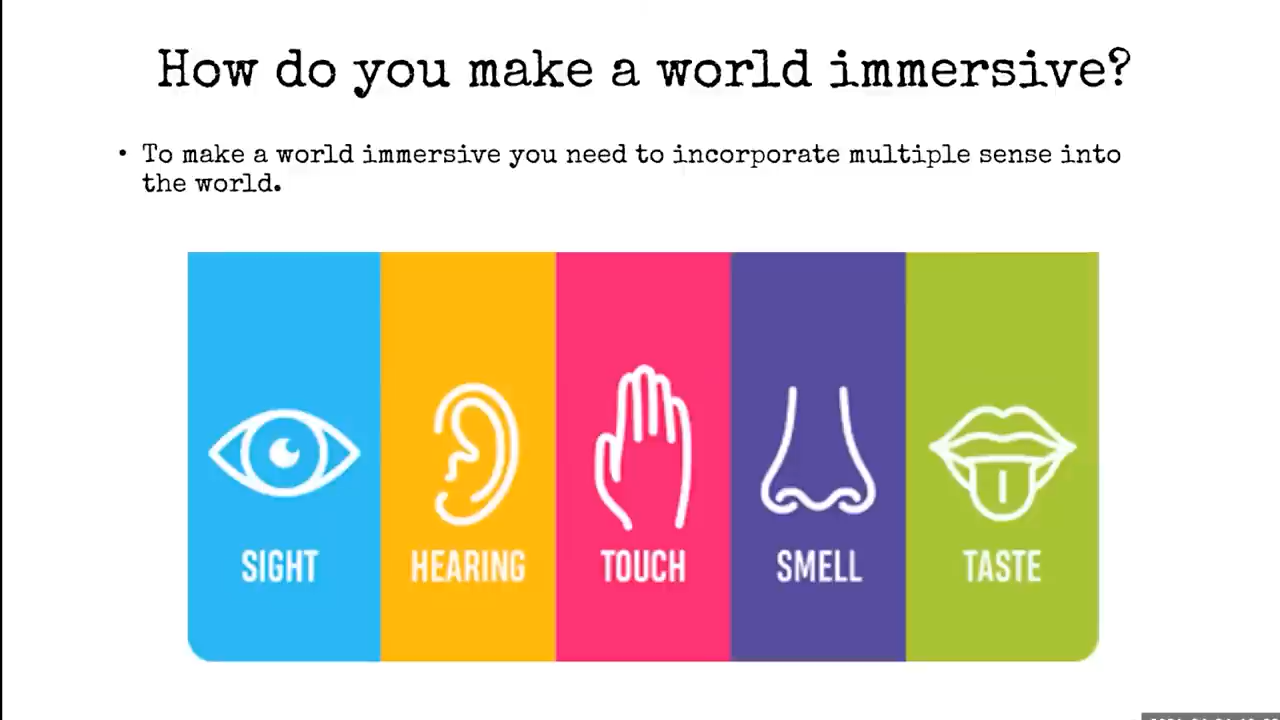 How do you make a world immersive?
• To make a world immersive you need to incorporate multiple sense into
the world.
SIGHT
HEARING
TOUCH
SMELL
TASTE